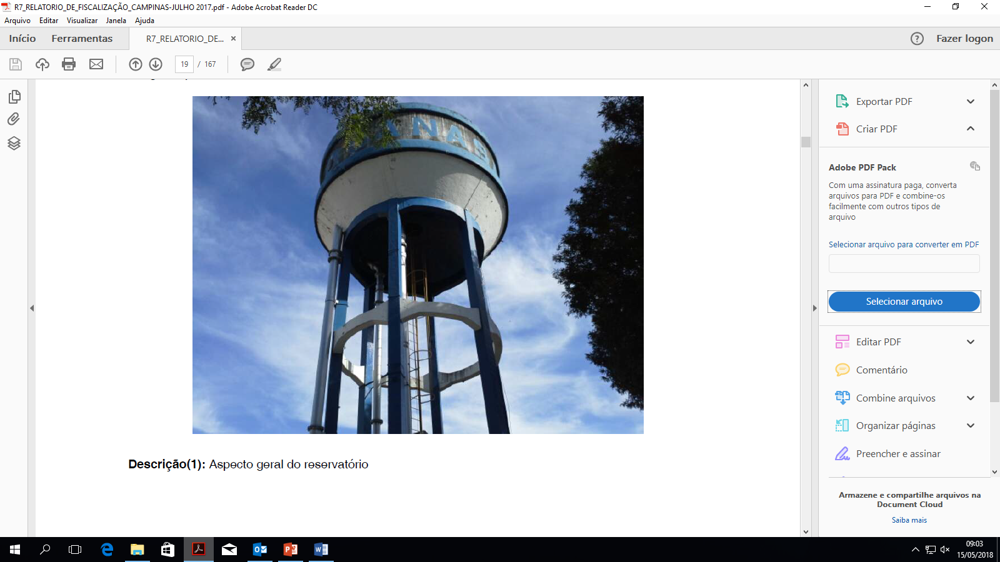 R7_RELATORIO_DE_FISCALIZAÇÃO_CAMPINAS-JULHO 2017.pdf - Adobe Acrobat Reader DC
Arquivo Editar Visualizar Janela Ajuda
Início Ferramentas R7_RELATORIO_DE... × Fazer logon
19 / 167
Exportar PDF
Criar PDF
Adobe PDF Pack
Com uma assinatura paga, converta
arquivos para PDF e combine-os
facilmente com outros tipos de
arquivo
Selecionar arquivo para converter em PDF
Selecionar arquivo
Editar PDF
Comentário
Combine arquivos
Organizar páginas
Preencher e assinar
Armazene e compartilhe arquivos na
Document Cloud
Saiba mais
Descrição(1): Aspecto geral do reservatório
09:03
15/05/2018